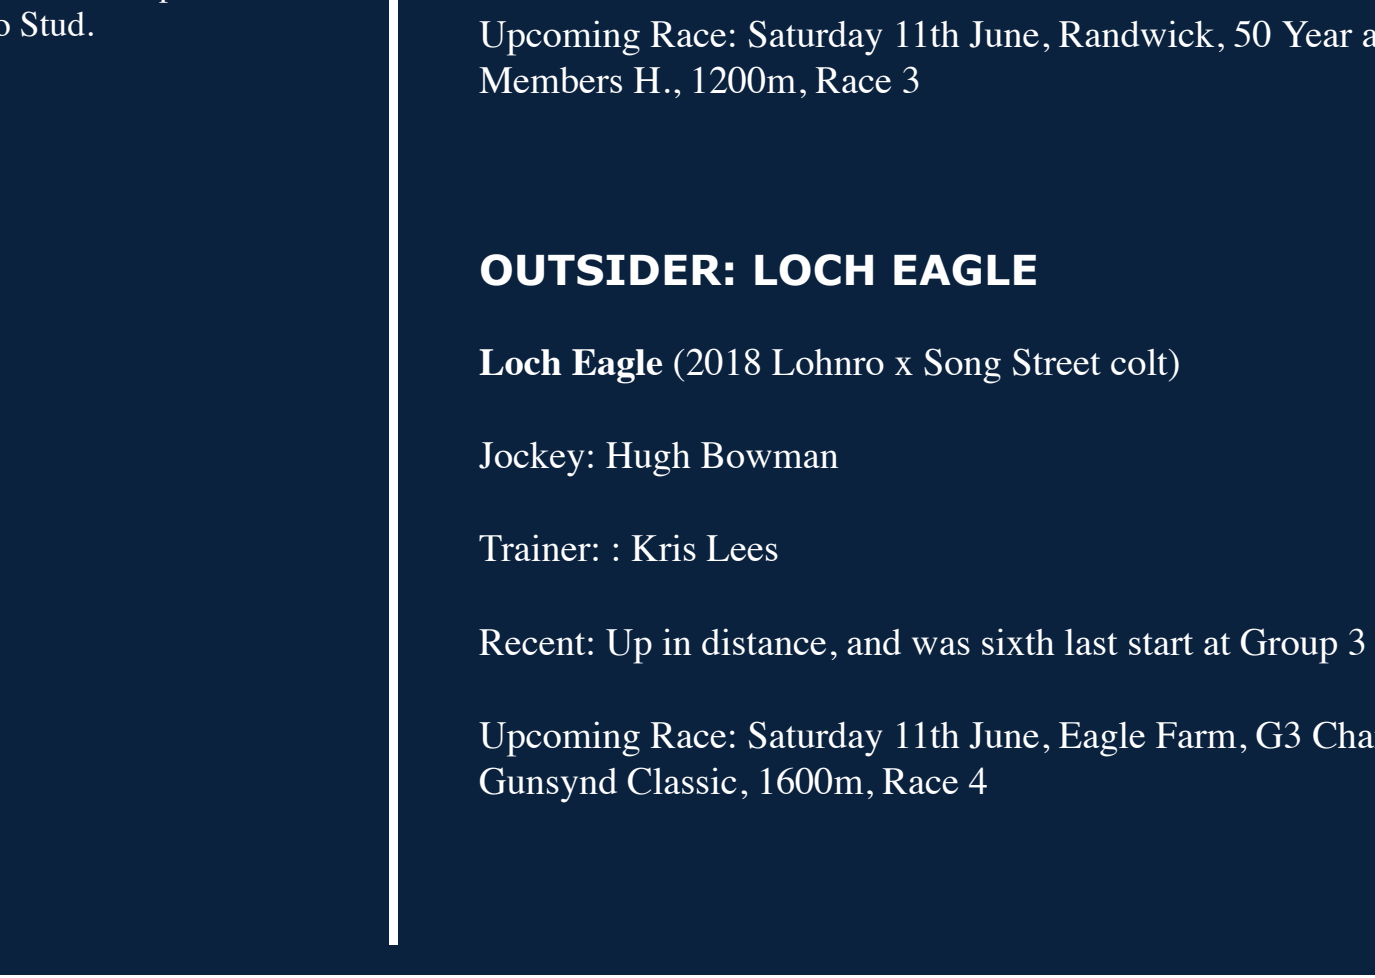 o Stud.
Upcoming Race: Saturday 11th June, Randwick, 50 Year
Members H., 1200m, Race 3
OUTSIDER: LOCH EAGLE
Loch Eagle (2018 Lohnro x Song Street colt)
Jockey: Hugh Bowman
Trainer: : Kris Lees
Recent: Up in distance, and was sixth last start at Group 3
Upcoming Race: Saturday 11th June, Eagle Farm, G3
Gunsynd Classic, 1600m, Race 4